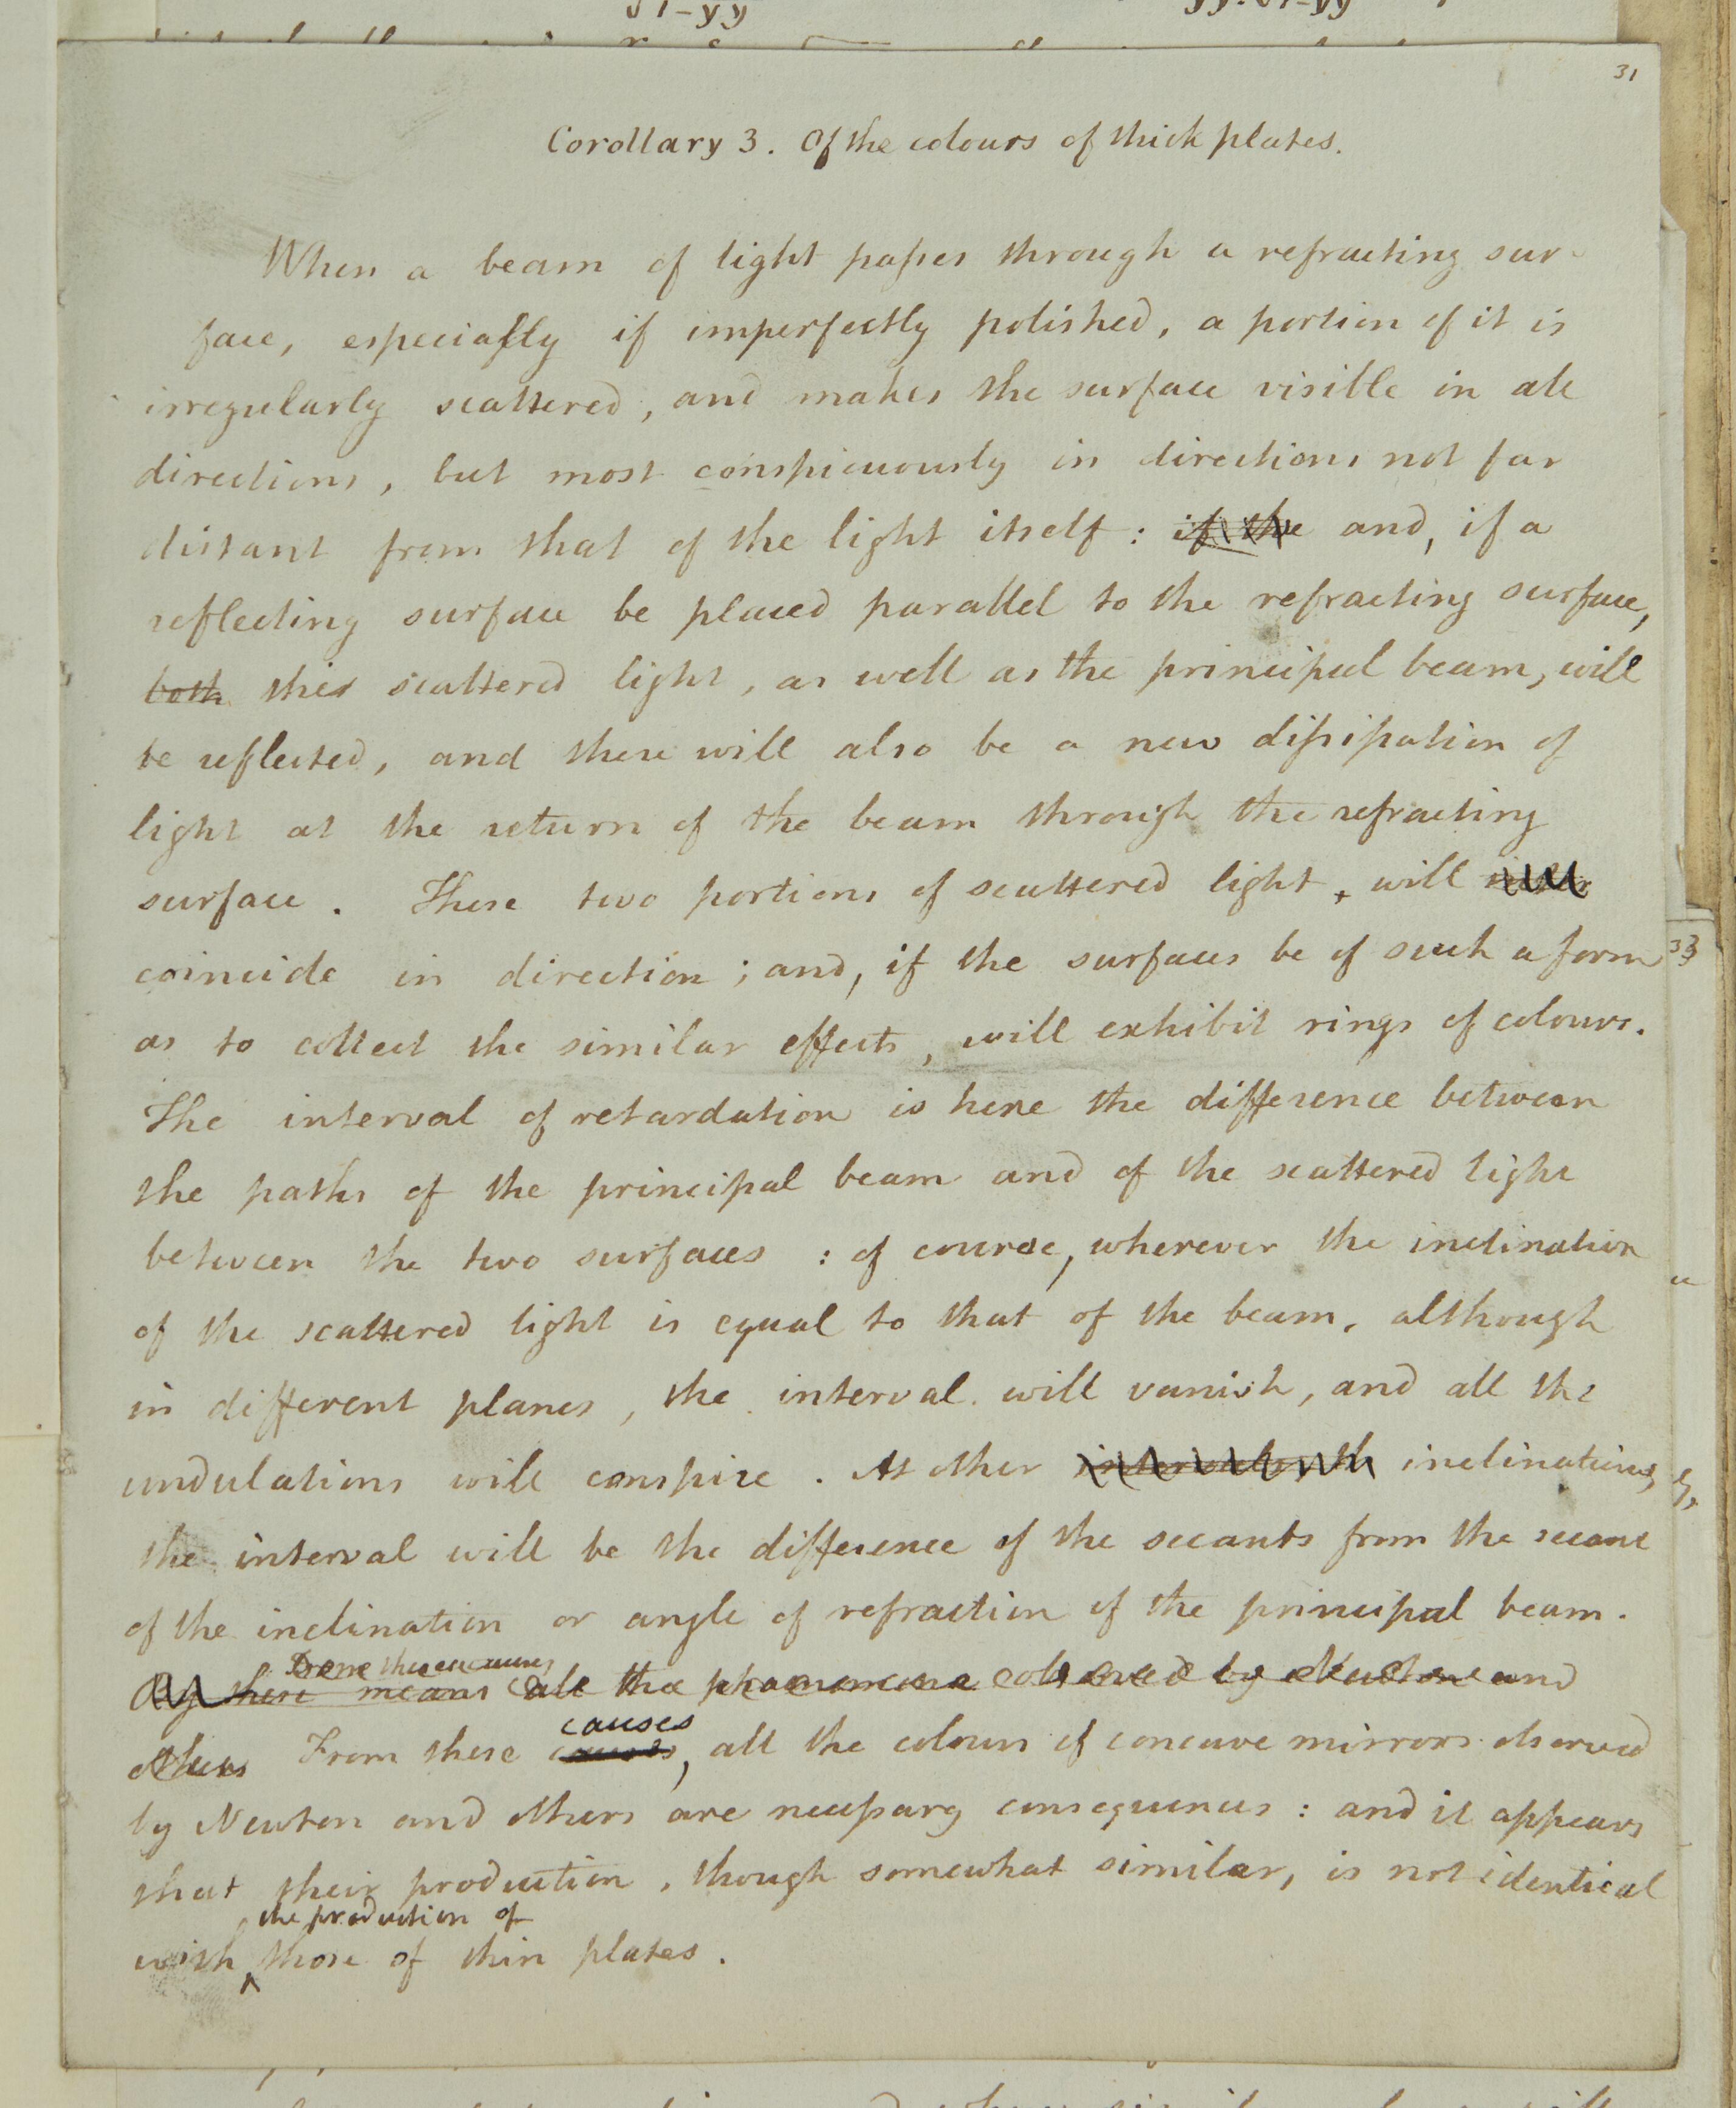 31
Corollary 3. Of the colours of thick plates.
When a beam of light paſses through a refracting sur-
face, especially if imperfectly polished, a portion of it is
irregularly scattered, and makes the surface visible in all
directions, but most conspicuously in directions not far
distant from that of the light itself: if the and, if a
reflecting surface be placed parallel to the refracting surface,
both this scattered light, as well as the principal beam, will
be reflected, and there will also be a new diſsipation of
light at the return of the beam through the refracting
surface. These two portions of scattered light, will
coincide in direction; and, if the surfaces be of such a form
33
as to collect the similar effects, will exhibit rings of colours.
The interval of retardation is here the difference between
the paths of the principal beam and of the scattered light
between the two surfaces: of course, wherever the inclination
of the scattered light is equal to that of the beam, although
in different planes, the interval will vanish, and all the
undulations will conspire. At other inclinations,
the interval will be the difference of the secants from the secant
of the inclination or angle of refraction of the principal beam.
From these causes
By these means all the phaenomena observed by Newton and
causes
others From these causes, all the colours of concave mirrors observed
by Newton and others are neceſsary consequences: and it appears
that their production, though somewhat similar, is not identical
the production of
with ^ those of thin plates.